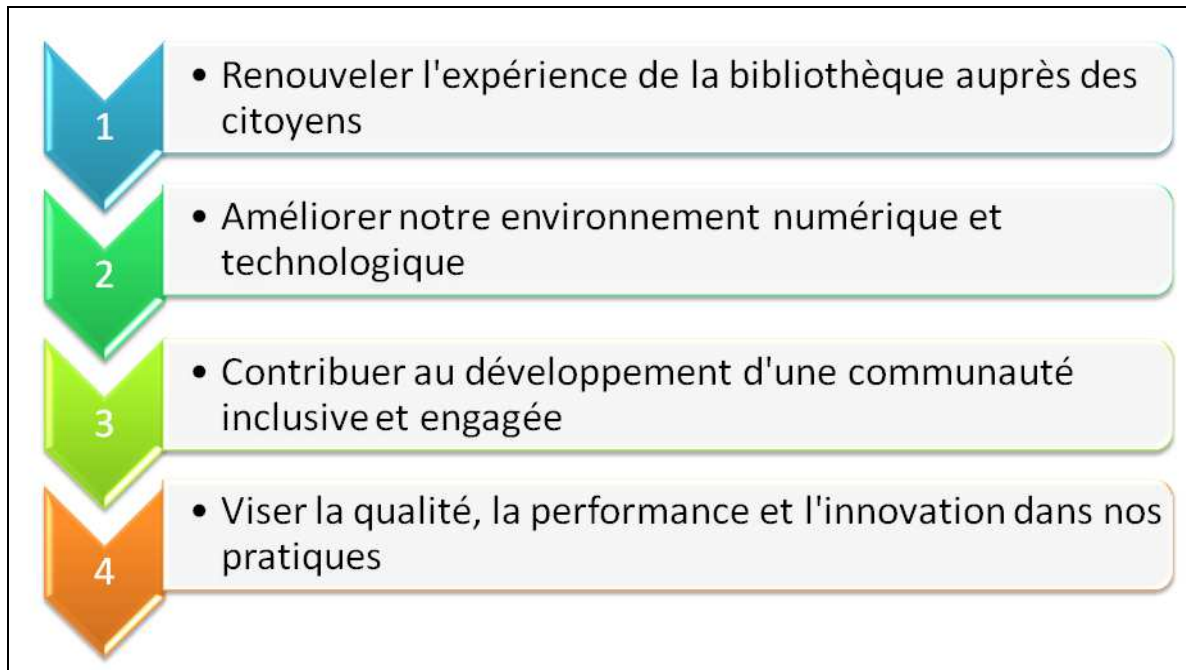 1
• Renouveler l'expérience de la bibliothèque auprès des
citoyens
2
• Améliorer notre environnement numérique et
technologique
3
• Contribuer au développement d'une communauté
inclusive et engagée
4
• Viser la qualité, la performance et l'innovation dans nos
pratiques